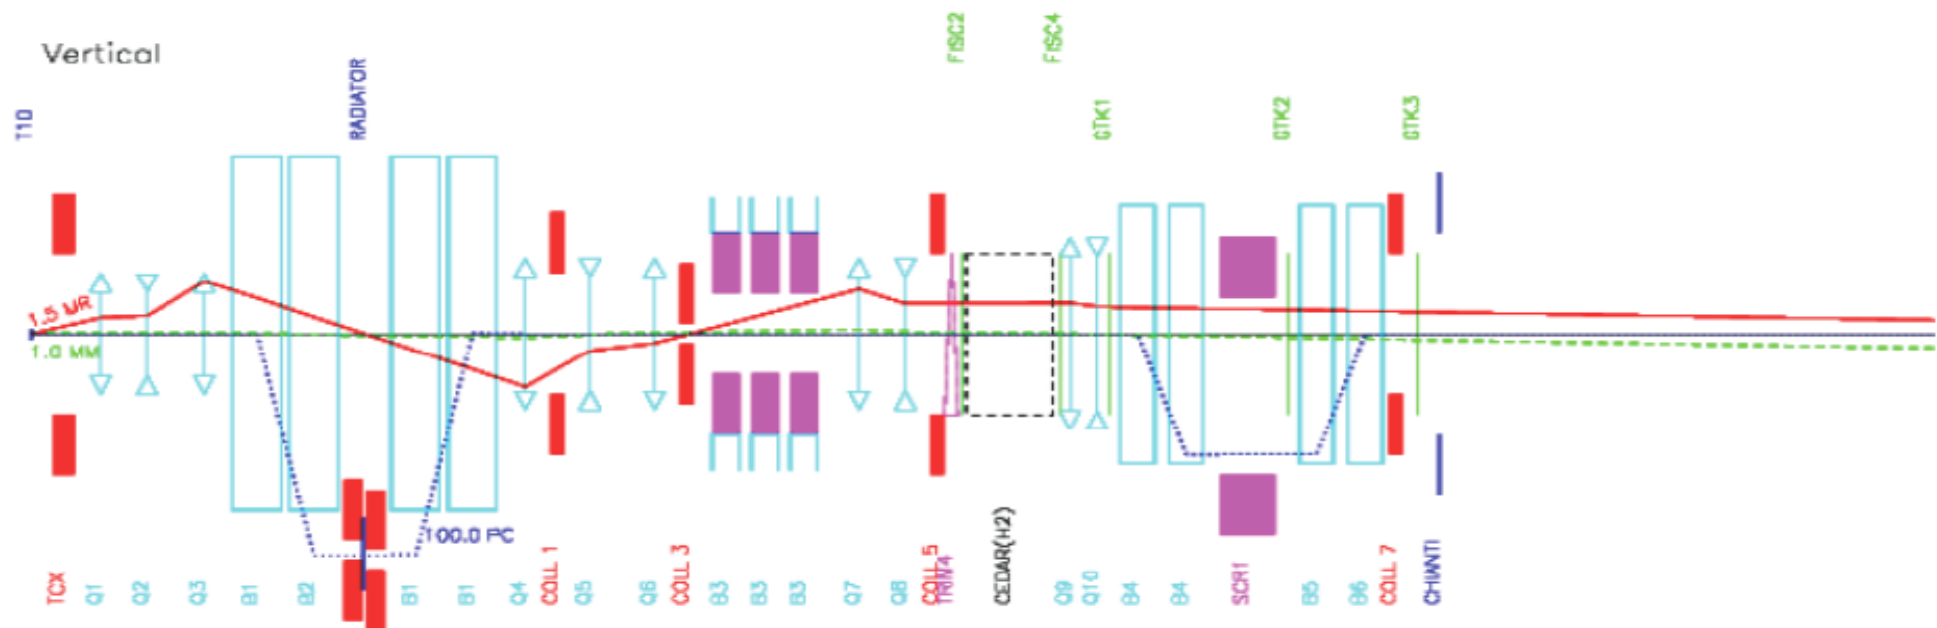 Vertical
T10
RADIATOR
FISC2
FISC4
GTK1
GTK2
GTK3
1.5 MR
1.0 MM
100.0 PC
TCX
Q1
Q2
Q3
B1
B2
B1
B1
Q4
COLL 1
Q5
Q6
COLL 3
B3
B3
B3
Q7
Q8
COLL 5
TRIM4
CEDAR(H2)
Q9
Q10
B4
B4
SCR1
B5
B6
COLL 7
CHANTI